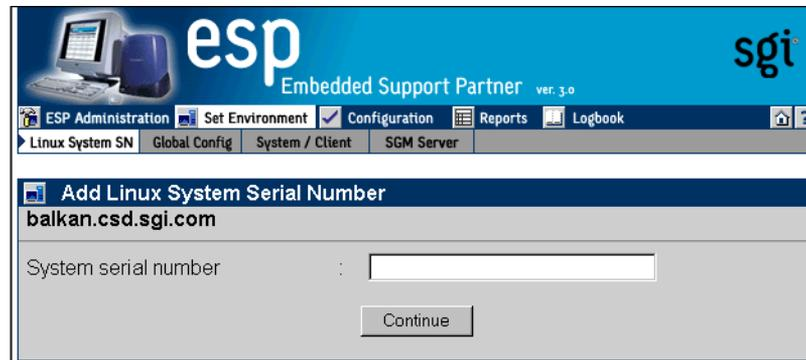 esp
sgi
Embedded Support Partner ver. 3.0
ESP Administration Set Environment Configuration Reports Logbook ?
Linux System SN Global Config System / Client SGM Server
Add Linux System Serial Number
balkan.csd.sgi.com
System serial number :
Continue